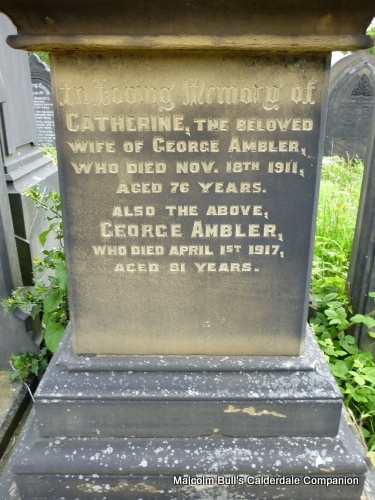 In Loving Memory of
CATHERINE, THE BELOVED
WIFE OF GEORGE AMBLER,
WHO DIED NOV. 18TH 1911,
AGED 76 YEARS.
ALSO THE ABOVE,
GEORGE AMBLER,
WHO DIED APRIL 1ST 1917,
AGED 81 YEARS.
Malcolm Bull's Calderdale Companion